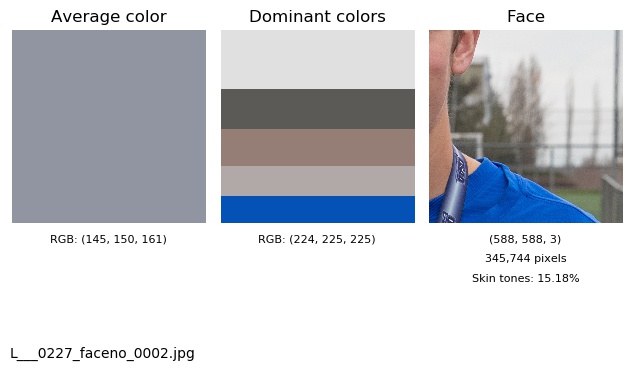 Average color
Dominant colors
Face
RGB: (145, 150, 161)
RGB: (224, 225, 225)
(588, 588, 3)
345,744 pixels
Skin tones: 15.18%
L___0227_faceno_0002.jpg